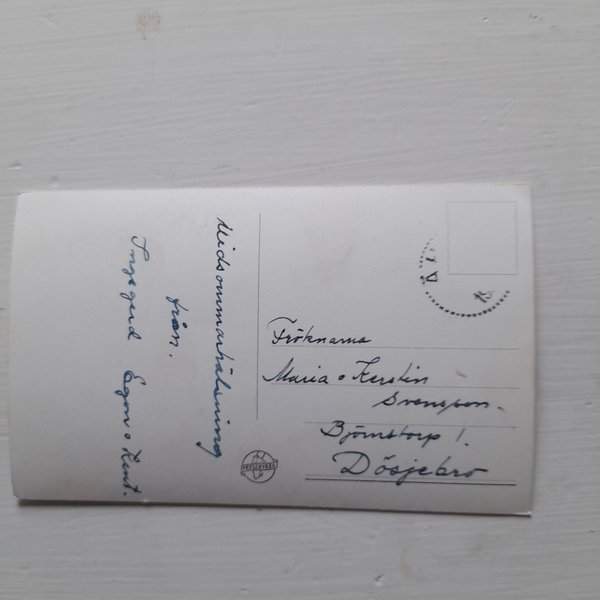 Midsommarhälsning
från.
Ingegerd Egon o Kent.
Fröknarna
Maria o Kerstin
Svensson.
Björnstorp 1.
Dösjebro